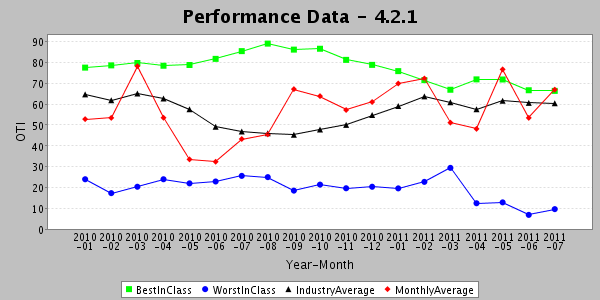 Performance Data - 4.2.1
OTI
90
80
70
60
50
40
30
20
10
0
2010 2010 2010 2010 2010 2010 2010 2010 2010 2010 2010 2010 2011 2011 2011 2011 2011 2011 2011
-01 -02 -03 -04 -05 -06 -07 -08 -09 -10 -11 -12 -01 -02 -03 -04 -05 -06 -07
Year-Month
BestInClass WorstInClass IndustryAverage MonthlyAverage